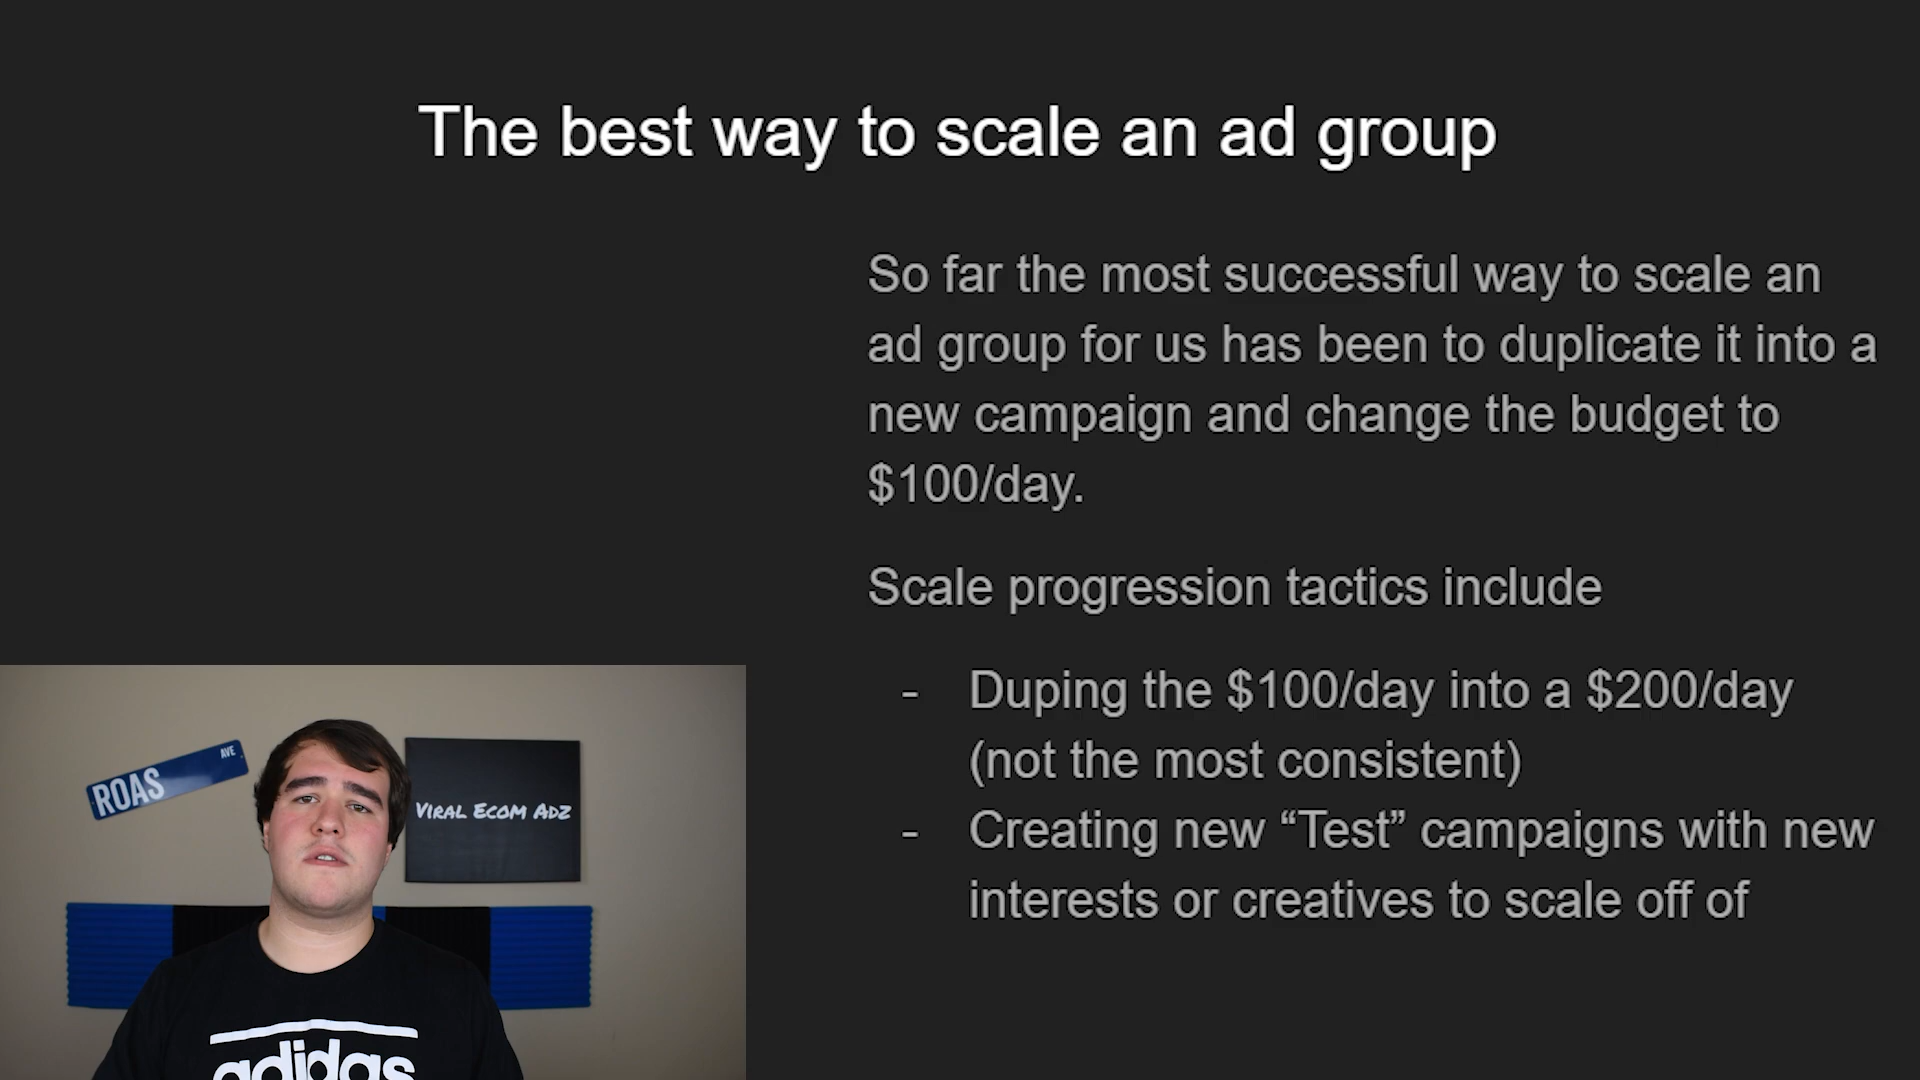 The best way to scale an ad group
So far the most successful way to scale an
ad group for us has been to duplicate it into a
new campaign and change the budget to
$100/day.
Scale progression tactics include
- Duping the $100/day into a $200/day
(not the most consistent)
- Creating new “Test” campaigns with new
interests or creatives to scale off of
ROAS AVE
VIRAL ECOM ADZ
adidas